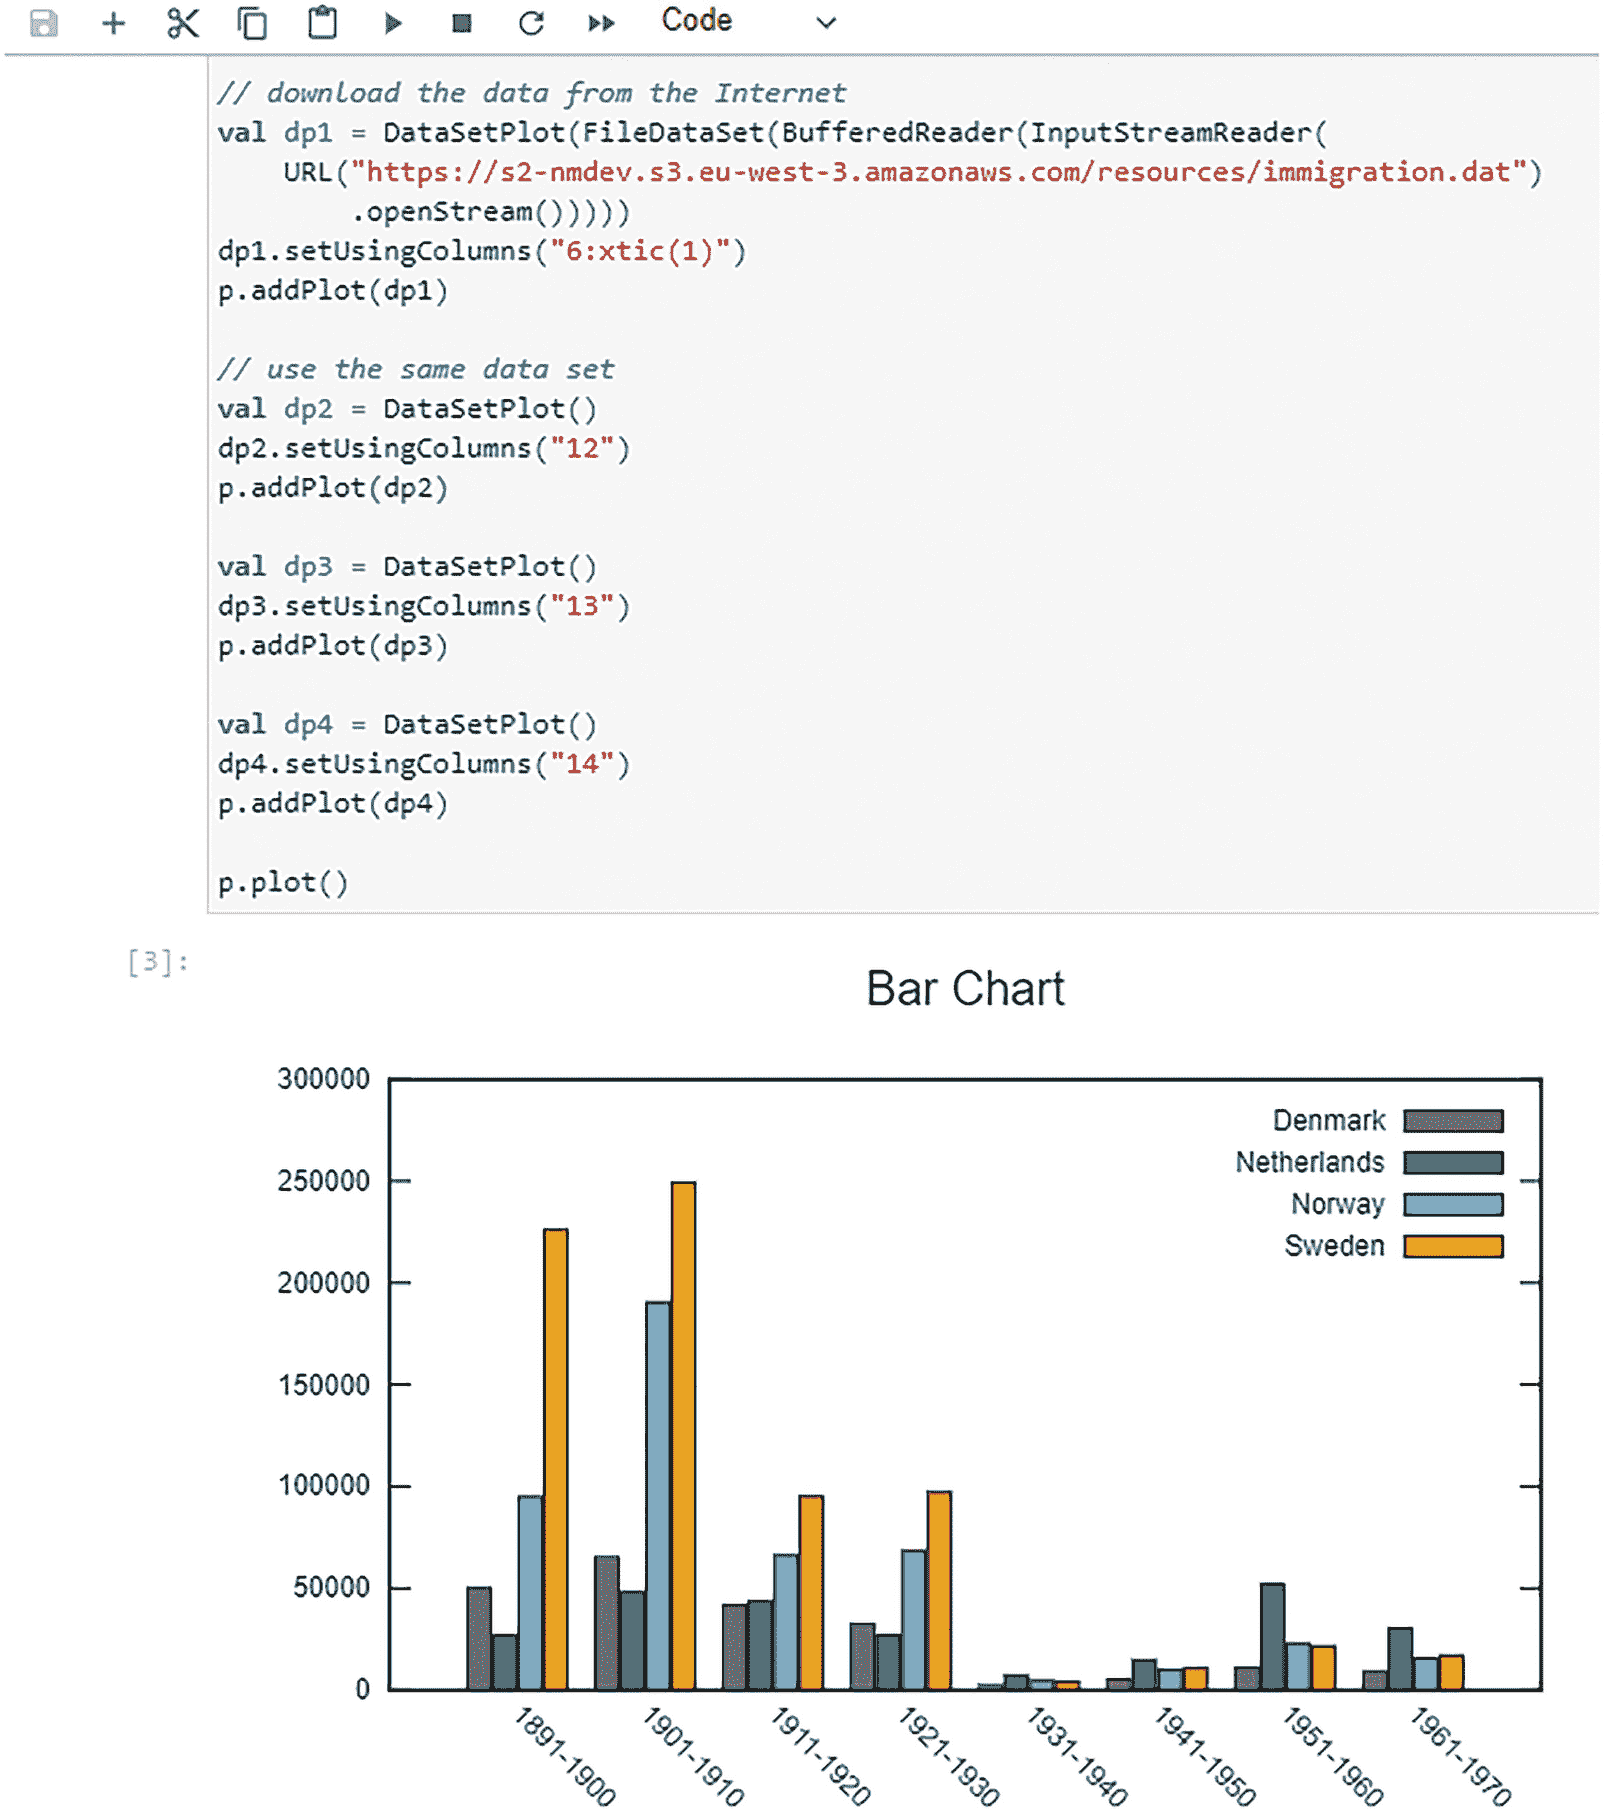 Code
// download the data from the Internet
val dp1 = DataSetPlot(FileDataSet(BufferedReader(InputStreamReader(
URL("https://s2-nmdev.s3.eu-west-3.amazonaws.com/resources/immigration.dat")
.openStream()))))
dp1.setUsingColumns("6:xtic(1)")
p.addPlot(dp1)
// use the same data set
val dp2 = DataSetPlot()
dp2.setUsingColumns("12")
p.addPlot(dp2)
val dp3 = DataSetPlot()
dp3.setUsingColumns("13")
p.addPlot(dp3)
val dp4 = DataSetPlot()
dp4.setUsingColumns("14")
p.addPlot(dp4)
p.plot()
[3]:
Bar Chart
300000
250000
200000
150000
100000
50000
0
Denmark
Netherlands
Norway
Sweden
1891-1900
1901-1910
1911-1920
1921-1930
1931-1940
1941-1950
1951-1960
1961-1970